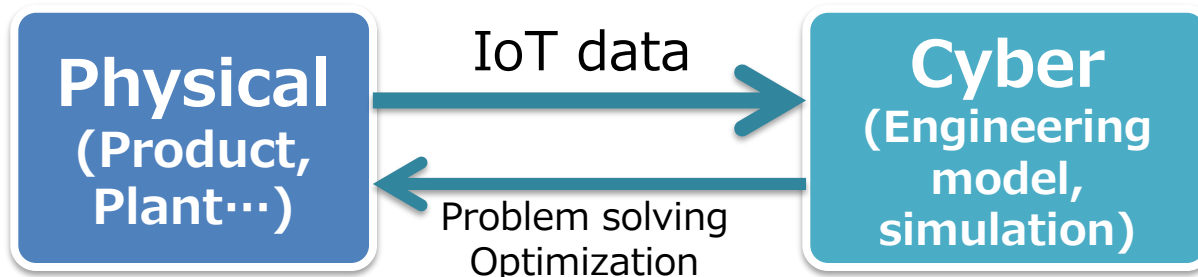 Physical
(Product,
Plant…)
IoT data
Problem solving
Optimization
Cyber
(Engineering
model,
simulation)